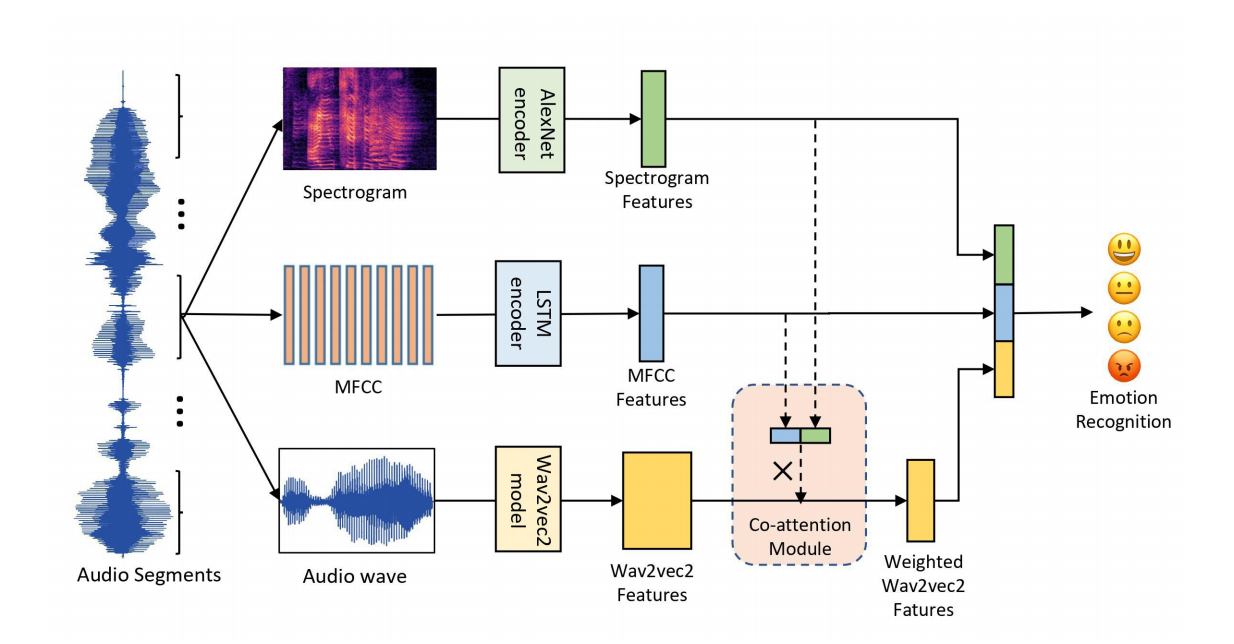 AlexNet
encoder
Spectrogram
Spectrogram
Features
LSTM
encoder
MFCC
MFCC
Features
Emotion
Recognition
Wav2vec2
model
Co-attention
Module
Audio Segments
Audio wave
Wav2vec2
Features
Weighted
Wav2vec2
Fatures